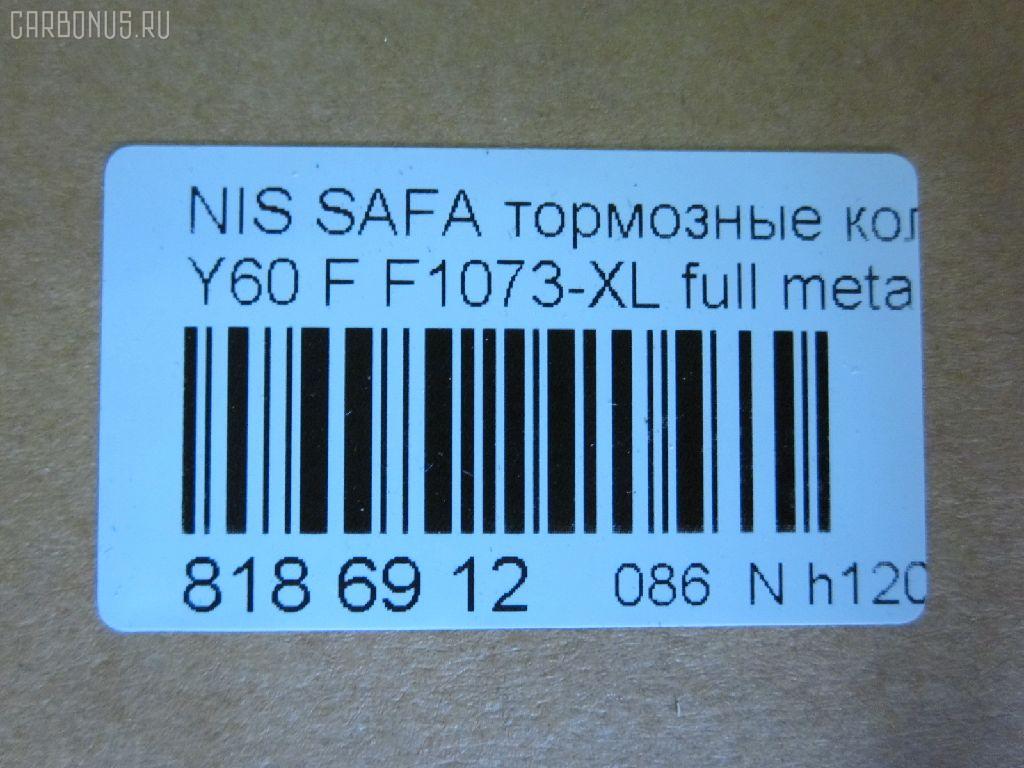 CARBONUS.RU
NIS SAFA тормозные кол
Y60 F F1073-XL full meta
818 69 12 086 N h120